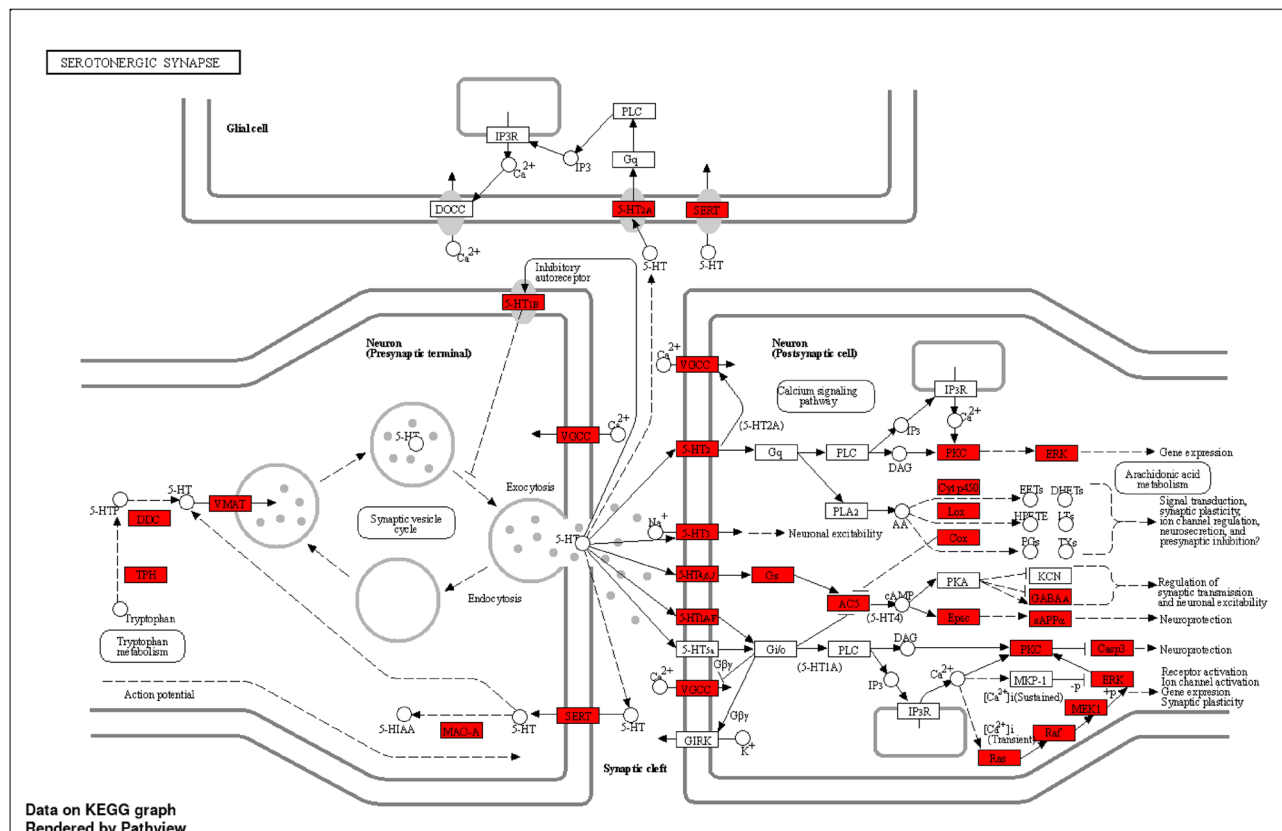 SEROTONERGIC SYNAPSE
Glial cell
PLC
IP3R
Gq
IP3
Ca2+
DOCC
5-HT2A
SERT
Ca2+
5-HT
5-HT
Inhibitory
autoreceptor
5-HT1B
Neuron
(Presynaptic terminal)
Neuron
(Postsynaptic cell)
Ca2+
VGCC
Calcium signaling
pathway
IP3R
Ca2+
(5-HT2A)
IP3
5-HT
VGCC
Ca2+
5-HT2
Gq
PLC
DAG
PKC
ERK
Gene expression
Arachidonic acid
metabolism
5-HT
5-HTP
VMAT
DDC
Exocytosis
Synaptic vesicle
cycle
5-HT
Na+
5-HT3
Neuronal excitability
PLA2
AA
Cyt p450
Lox
Cox
EETs
DHETs
HPETE
LTs
PGs
TXs
Signal transduction,
synaptic plasticity,
ion channel regulation,
neurosecretion, and
presynaptic inhibition?
TPH
Endocytosis
5-HT4,6,7
Gs
AC5
cAMP
(5-HT4)
PKA
KCN
GABAA
Epac
sAPPα
Regulation of
synaptic transmission
and neuronal excitability
Neuroprotection
Tryptophan
Tryptophan
metabolism
5-HT1A-F
5-HT5a
Gi/o
(5-HT1A)
PLC
DAG
PKC
Casp3
Neuroprotection
Gβγ
Ca2+
VGCC
IP3
Ca2+
MKP-1
-p
ERK
+p
Receptor activation
Ion channel activation
Gene expresion
Synaptic plasticity
Action potential
[Ca2+]i(Sustained)
MEK1
IP3R
5-HIAA
MAO-A
5-HT
SERT
5-HT
Gβγ
GIRK
K+
[Ca2+]i
(Transient)
Raf
Ras
Synaptic cleft
Data on KEGG graph
Rendered by Pathview